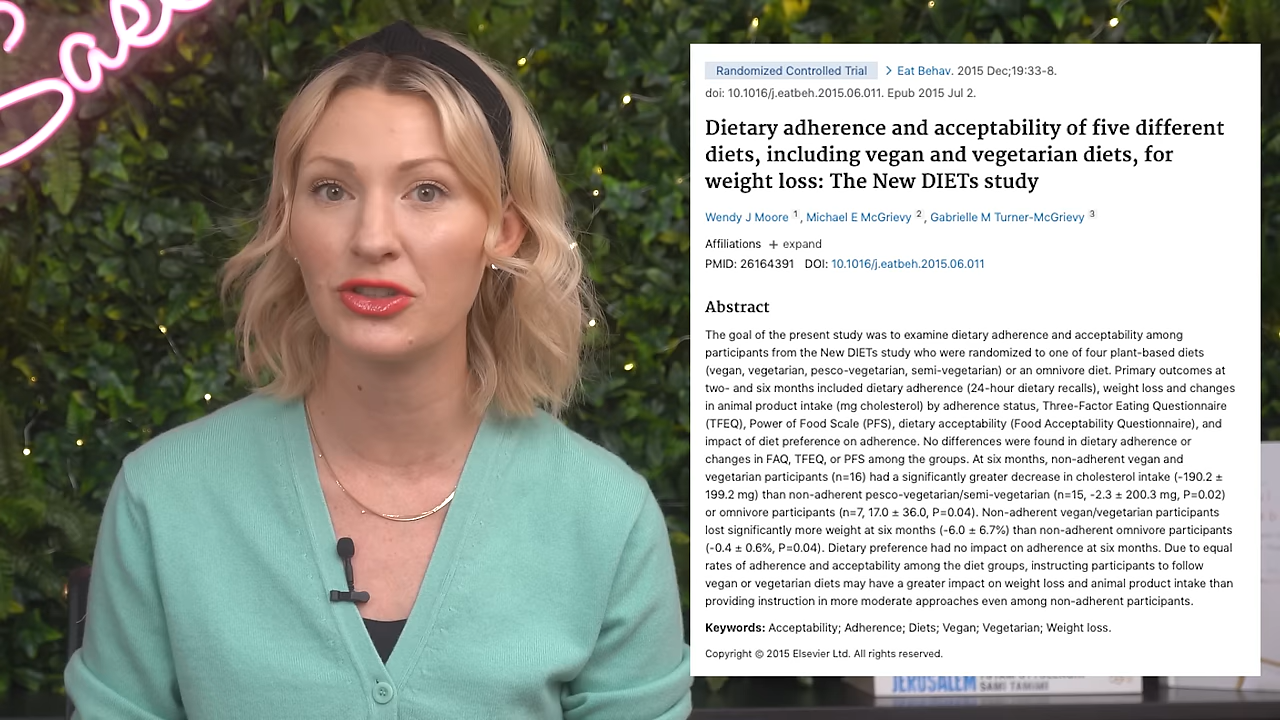 Randomized Controlled Trial > Eat Behav. 2015 Dec;19:33-8.
doi: 10.1016/j.eatbeh.2015.06.011. Epub 2015 Jul 2.
Dietary adherence and acceptability of five different
diets, including vegan and vegetarian diets, for
weight loss: The New DIETs study
Wendy J Moore 1, Michael E McGrievy 2, Gabrielle M Turner-McGrievy 3
Affiliations + expand
PMID: 26164391 DOI: 10.1016/j.eatbeh.2015.06.011
Abstract
The goal of the present study was to examine dietary adherence and acceptability among
participants from the New DIETs study who were randomized to one of four plant-based diets
(vegan, vegetarian, pesco-vegetarian, semi-vegetarian) or an omnivore diet. Primary outcomes at
two- and six months included dietary adherence (24-hour dietary recalls), weight loss and changes
in animal product intake (mg cholesterol) by adherence status, Three-Factor Eating Questionnaire
(TFEQ), Power of Food Scale (PFS), dietary acceptability (Food Acceptability Questionnaire), and
impact of diet preference on adherence. No differences were found in dietary adherence or
changes in FAQ, TFEQ, or PFS among the groups. At six months, non-adherent vegan and
vegetarian participants (n=16) had a significantly greater decrease in cholesterol intake (-190.2 ±
199.2 mg) than non-adherent pesco-vegetarian/semi-vegetarian (n=15, -2.3 ± 200.3 mg, P=0.02)
or omnivore participants (n=7, 17.0 ± 36.0, P=0.04). Non-adherent vegan/vegetarian participants
lost significantly more weight at six months (-6.0 ± 6.7%) than non-adherent omnivore participants
(-0.4 ± 0.6%, P=0.04). Dietary preference had no impact on adherence at six months. Due to equal
rates of adherence and acceptability among the diet groups, instructing participants to follow
vegan or vegetarian diets may have a greater impact on weight loss and animal product intake than
providing instruction in more moderate approaches even among non-adherent participants.
Keywords: Acceptability; Adherence; Diets; Vegan; Vegetarian; Weight loss.
Copyright © 2015 Elsevier Ltd. All rights reserved.
JERUSALEM
SAMI TAMIMI